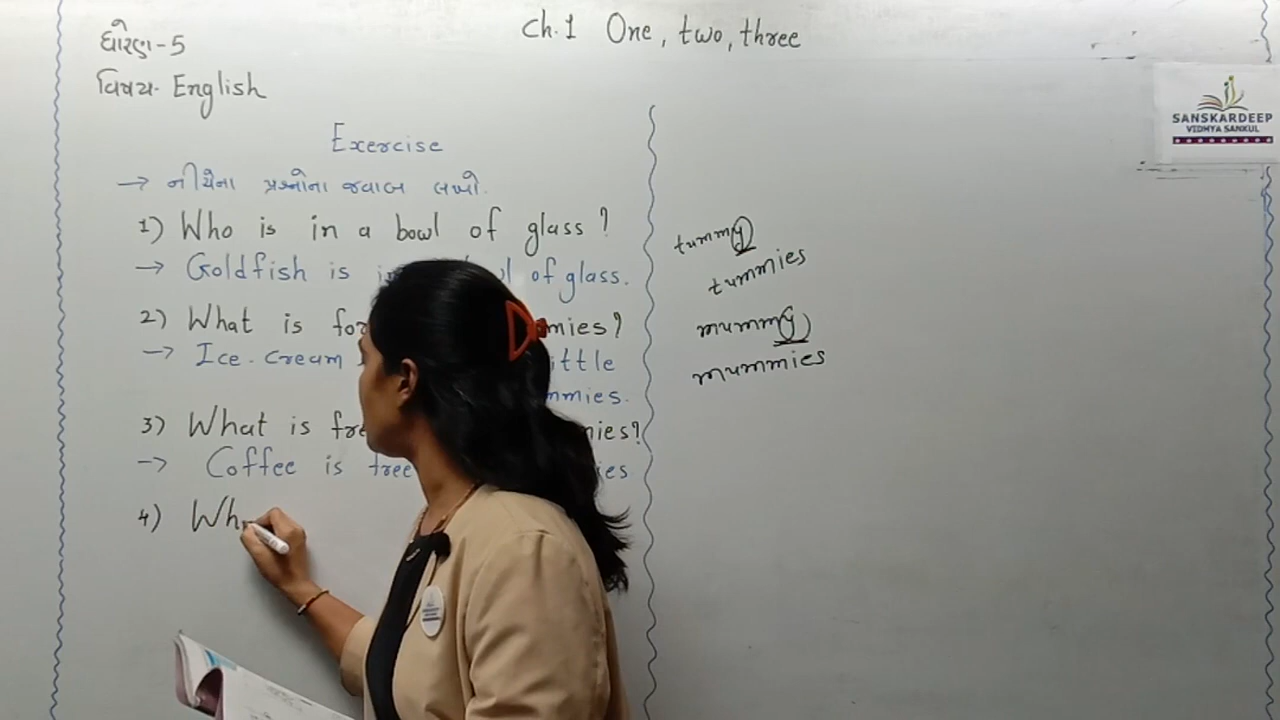 ધોરણ-5
વિષય- English
Ch.1 One, two, three
SANSKARDEEP
VIDHYA SANKUL
Exercise
→ નીચેના પ્રશ્નોના જવાબ લખો.
1) Who is in a bowl of glass?
→ Goldfish is of glass.
2) What is for mies?
→ Ice-cream ittle
mmies.
3) What is fre ies?
→ Coffee is free ies
4) Wh
tummy
tummies
mummy
mummies